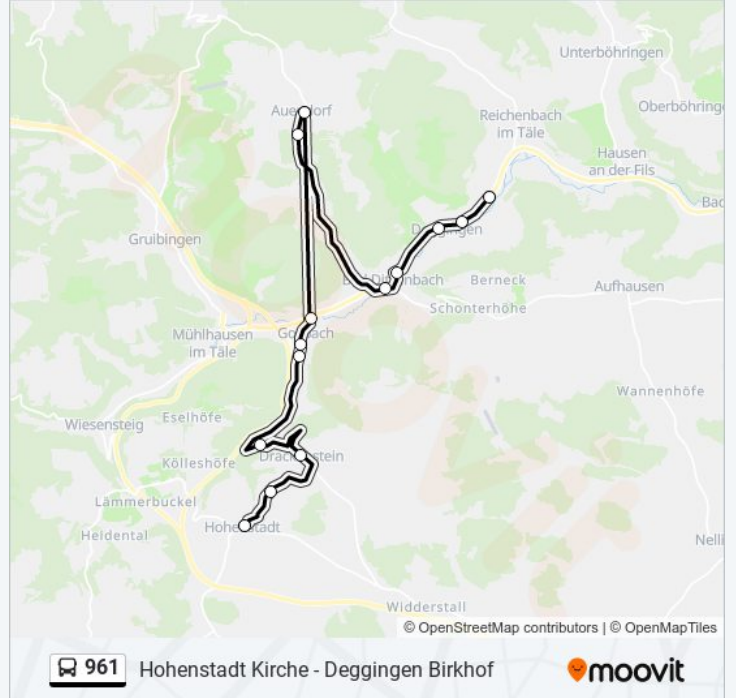 Unterböhringen
Auendorf
Reichenbach
im Täle
Oberböhringe
Hausen
an der Fils
Bad
Gruibingen
Deggingen
Bad Ditzenbach
Berneck
Aufhausen
Schonterhöhe
Mühlhausen
im Täle
Gosbach
Wannenhöfe
Eselhöfe
Wiesensteig
Drackenstein
Kölleshöfe
Lämmerbuckel
Hohenstadt
Heidental
Nelli
Widderstall
© OpenStreetMap contributors | © OpenMapTiles
961 Hohenstadt Kirche - Deggingen Birkhof
moovit